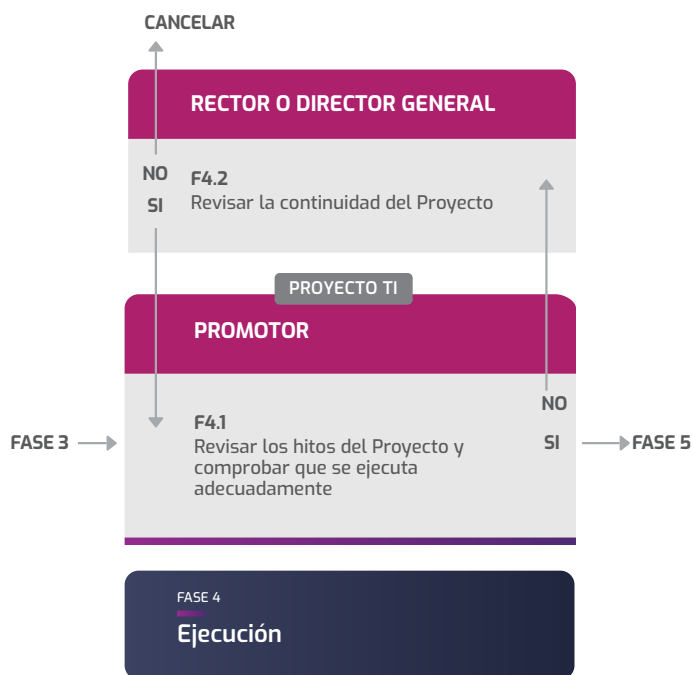 CANCELAR
RECTOR O DIRECTOR GENERAL
NO
SI
F4.2
Revisar la continuidad del Proyecto
PROYECTO TI
PROMOTOR
FASE 3
F4.1
Revisar los hitos del Proyecto y
comprobar que se ejecuta
adecuadamente
NO
SI
FASE 5
FASE 4
Ejecución